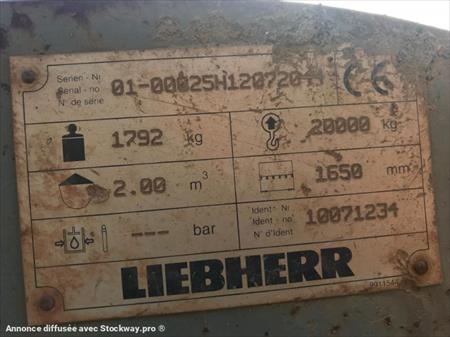 Serien - Nr
Serial - no
N° de série
01-00025H1207204
CE
1792 kg
20000 kg
2.00 m³
1650 mm
--- bar
Ident - Nr
Ident - no
N° d'Ident
10071234
LIEBHERR
Annonce diffusée avec Stockway.pro ®